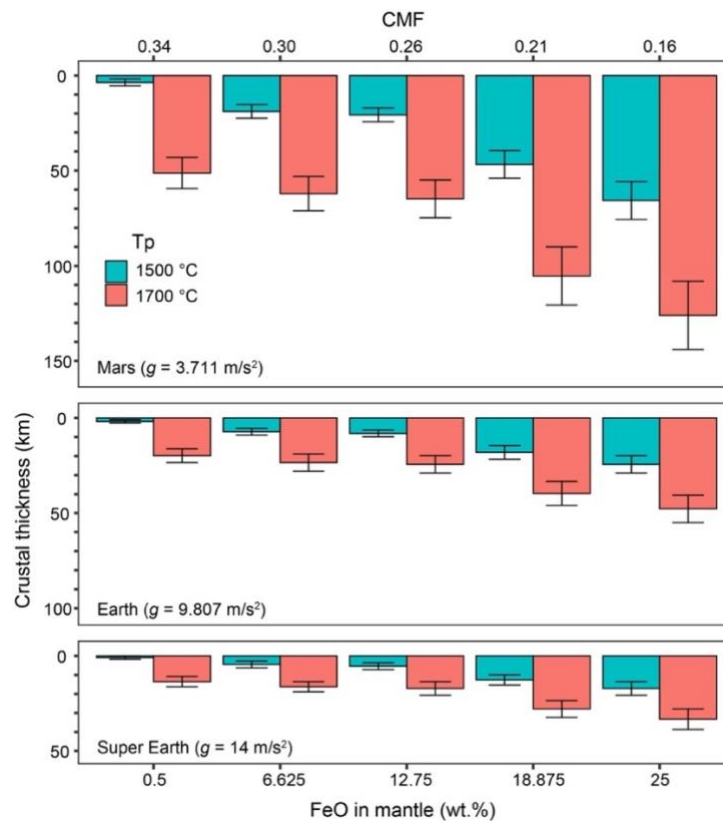 CMF
0.34 0.30 0.26 0.21 0.16
0
50
100
150
Tp
1500 °C
1700 °C
Mars (g = 3.711 m/s²)
Crustal thickness (km)
0
50
100
Earth (g = 9.807 m/s²)
0
50
Super Earth (g = 14 m/s²)
0.5 6.625 12.75 18.875 25
FeO in mantle (wt.%)